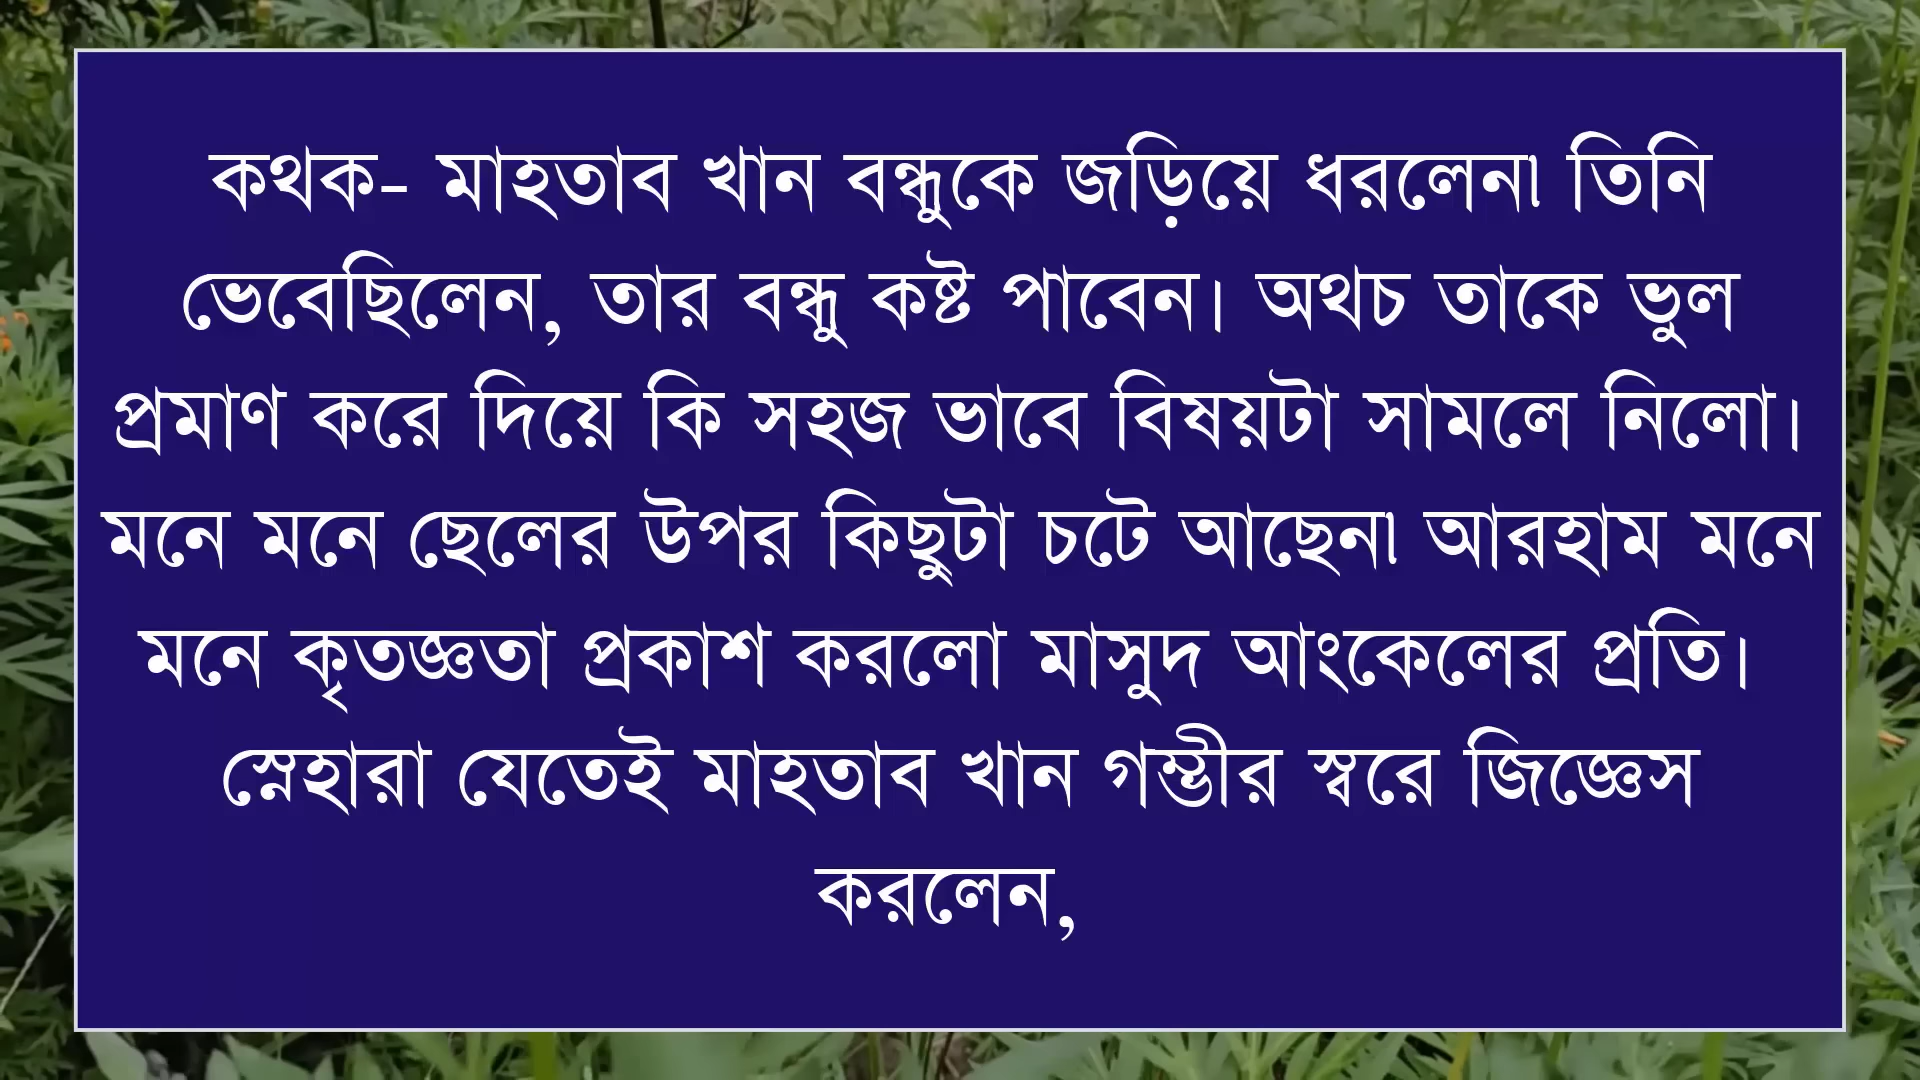 কথক- মাহতাব খান বন্ধুকে জড়িয়ে ধরলেন৷ তিনি
ভেবেছিলেন, তার বন্ধু কষ্ট পাবেন। অথচ তাকে ভুল
প্রমাণ করে দিয়ে কি সহজ ভাবে বিষয়টা সামলে নিলো।
মনে মনে ছেলের উপর কিছুটা চটে আছেন৷ আরহাম মনে
মনে কৃতজ্ঞতা প্রকাশ করলো মাসুদ আংকেলের প্রতি।
স্নেহারা যেতেই মাহতাব খান গম্ভীর স্বরে জিজ্ঞেস
করলেন,